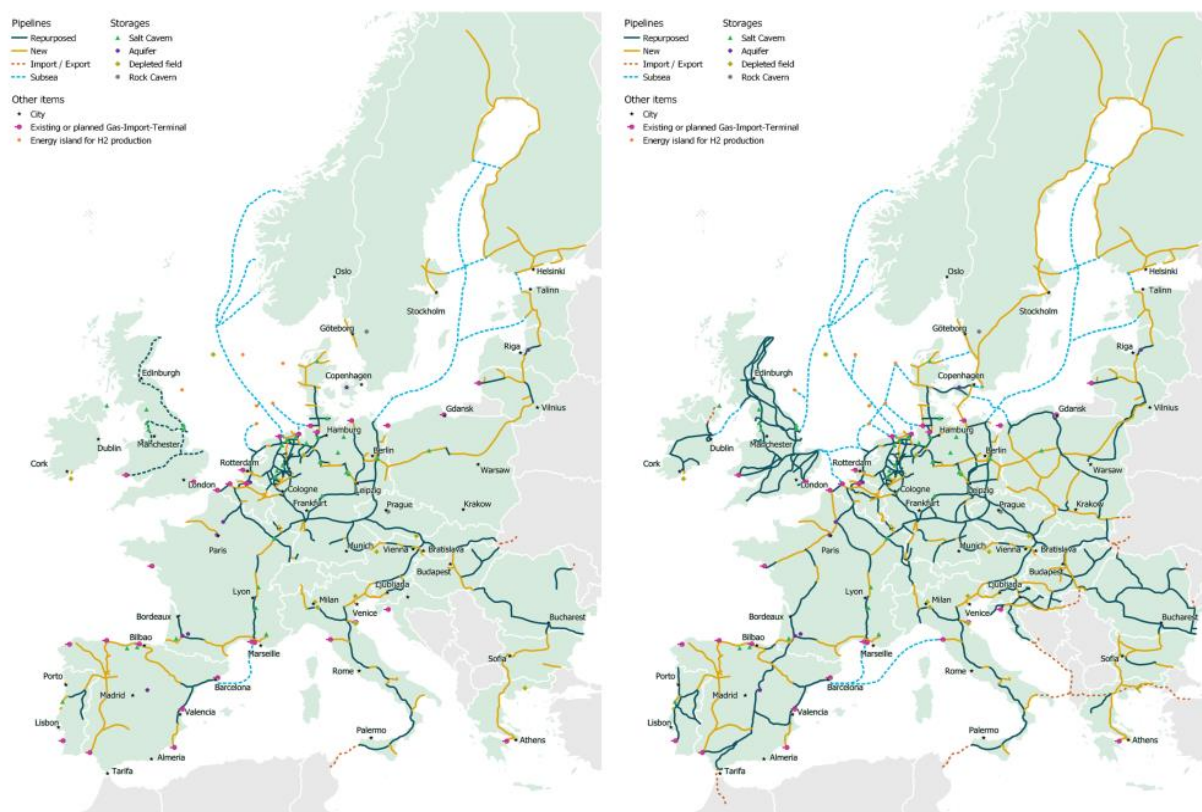 Pipelines
Repurposed
New
Import / Export
Subsea
Storages
Salt Cavern
Aquifer
Depleted field
Rock Cavern
Other items
City
Existing or planned Gas-Import-Terminal
Energy island for H2 production
Oslo
Helsinki
Talinn
Stockholm
Göteborg
Riga
Edinburgh
Copenhagen
Vilnius
Gdansk
Dublin
Manchester
Hamburg
Berlin
Cork
Rotterdam
Warsaw
London
Cologne
Leipzig
Frankfurt
Prague
Krakow
Paris
Munich
Vienna
Bratislava
Budapest
Lyon
Ljubljana
Milan
Venice
Bordeaux
Bucharest
Bilbao
Marseille
Sofia
Porto
Rome
Madrid
Barcelona
Lisbon
Valencia
Palermo
Athens
Almeria
Tarifa
Pipelines
Repurposed
New
Import / Export
Subsea
Storages
Salt Cavern
Aquifer
Depleted field
Rock Cavern
Other items
City
Existing or planned Gas-Import-Terminal
Energy island for H2 production
Oslo
Helsinki
Talinn
Stockholm
Göteborg
Riga
Edinburgh
Copenhagen
Vilnius
Gdansk
Dublin
Manchester
Hamburg
Berlin
Cork
Rotterdam
Warsaw
London
Cologne
Leipzig
Frankfurt
Prague
Krakow
Paris
Munich
Vienna
Bratislava
Budapest
Lyon
Ljubljana
Milan
Venice
Bordeaux
Bucharest
Bilbao
Marseille
Sofia
Porto
Rome
Madrid
Barcelona
Lisbon
Valencia
Palermo
Athens
Almeria
Tarifa